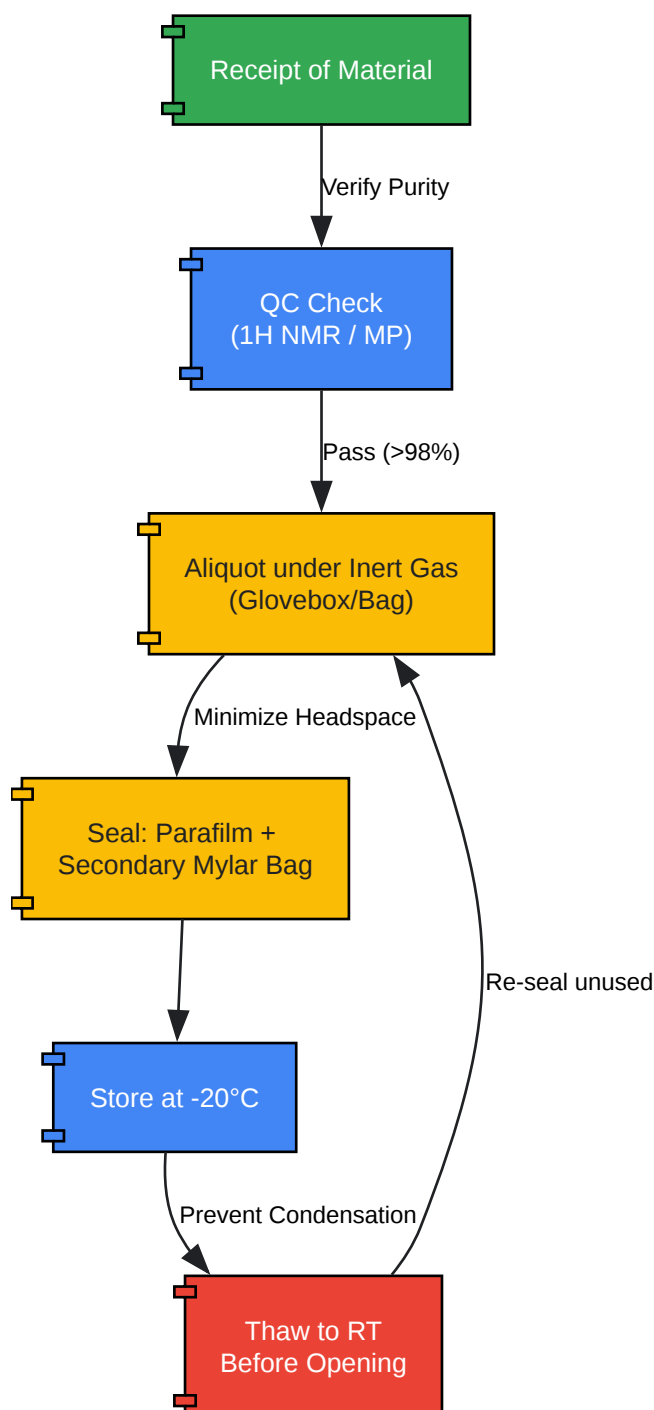 Receipt of Material
Verify Purity
QC Check
(1H NMR / MP)
Pass (>98%)
Aliquot under Inert Gas
(Glovebox/Bag)
Minimize Headspace
Seal: Parafilm +
Secondary Mylar Bag
Re-seal unused
Store at -20°C
Prevent Condensation
Thaw to RT
Before Opening